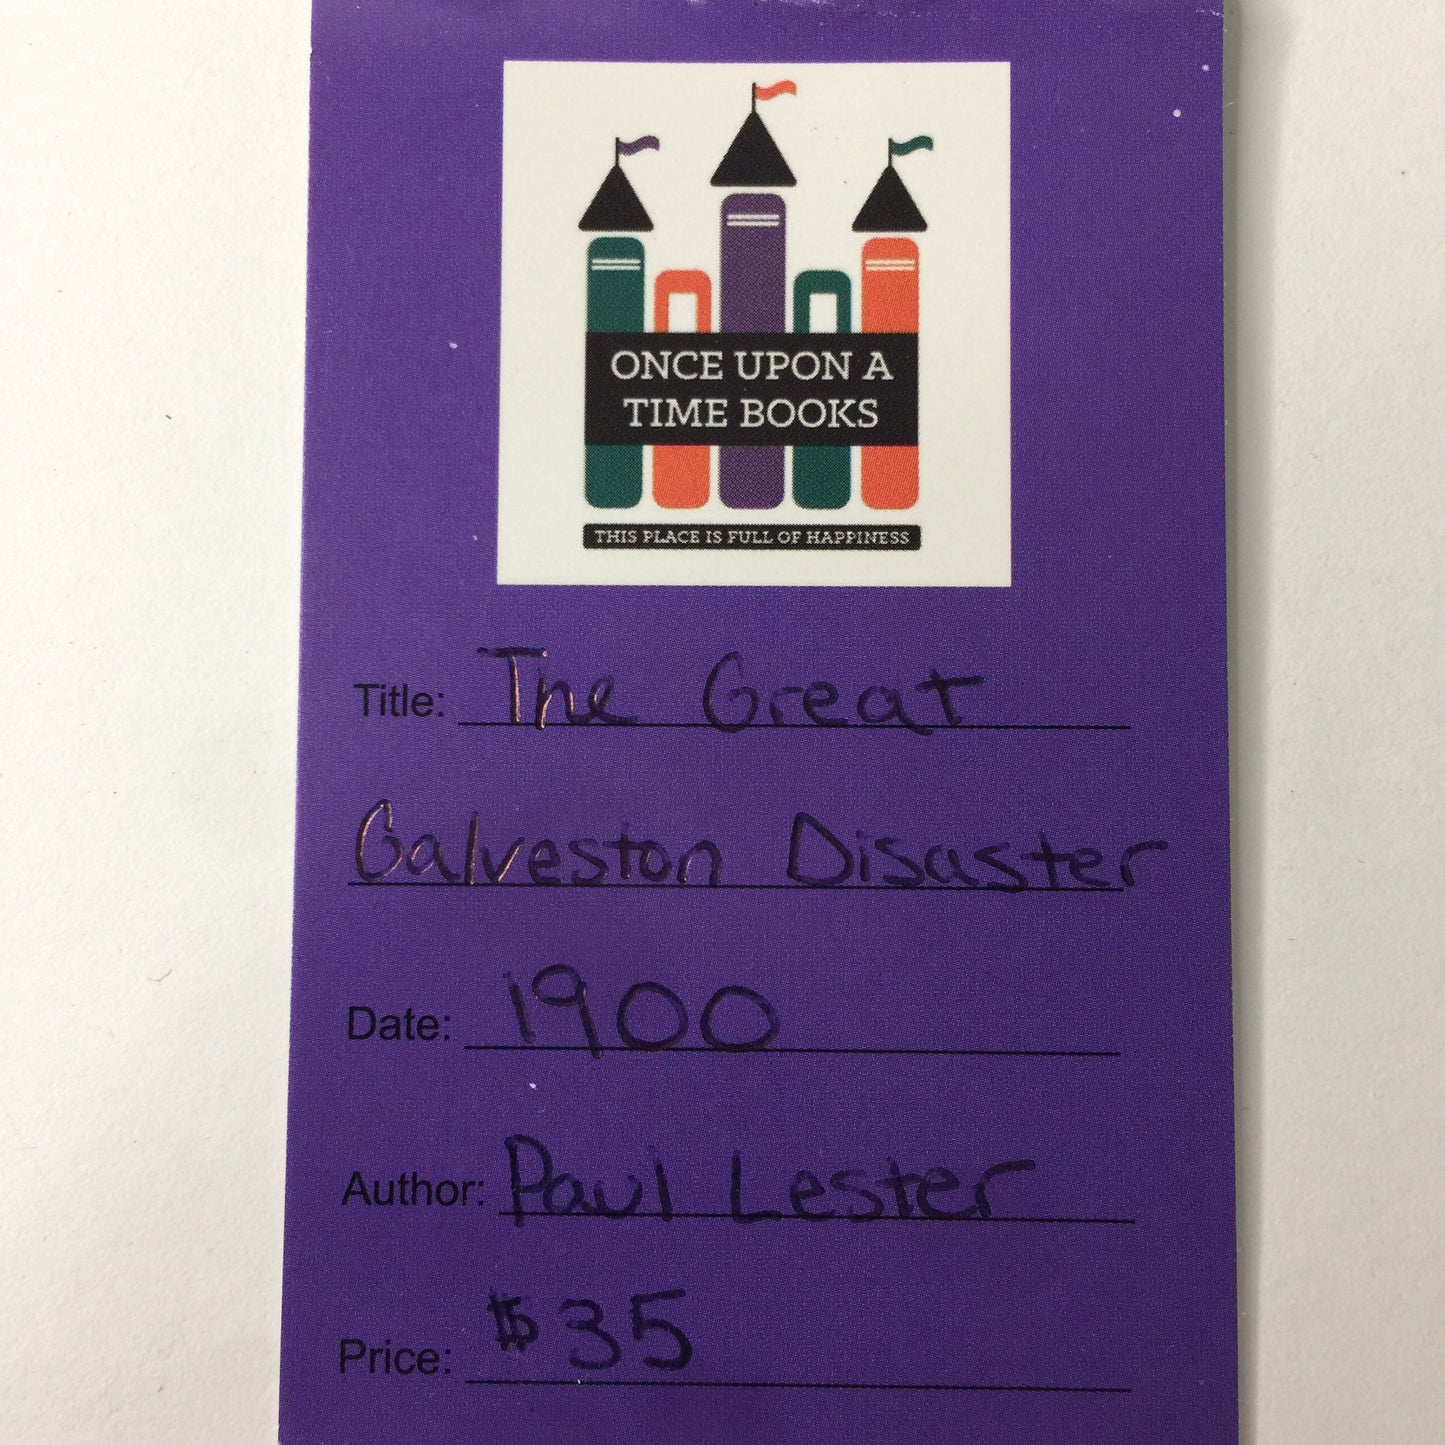 ONCE UPON A
TIME BOOKS
THIS PLACE IS FULL OF HAPPINESS
Title: The Great
Galveston Disaster
Date: 1900
Author: Paul Lester
Price: $35